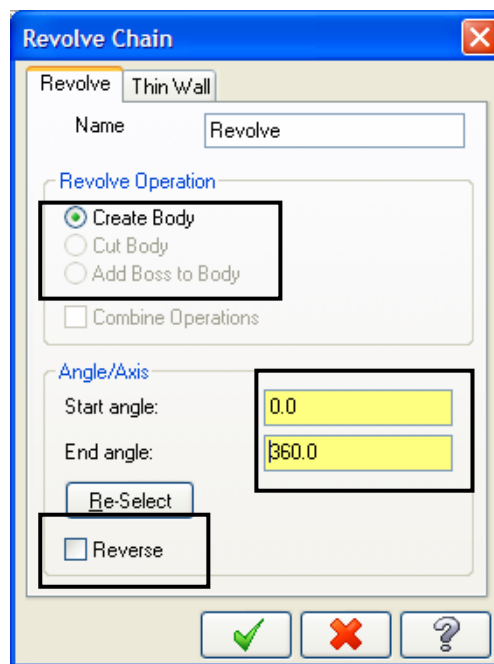 Revolve Chain
Revolve Thin Wall
Name Revolve
Revolve Operation
Create Body
Cut Body
Add Boss to Body
Combine Operations
Angle/Axis
Start angle: 0.0
End angle: 360.0
Re-Select
Reverse